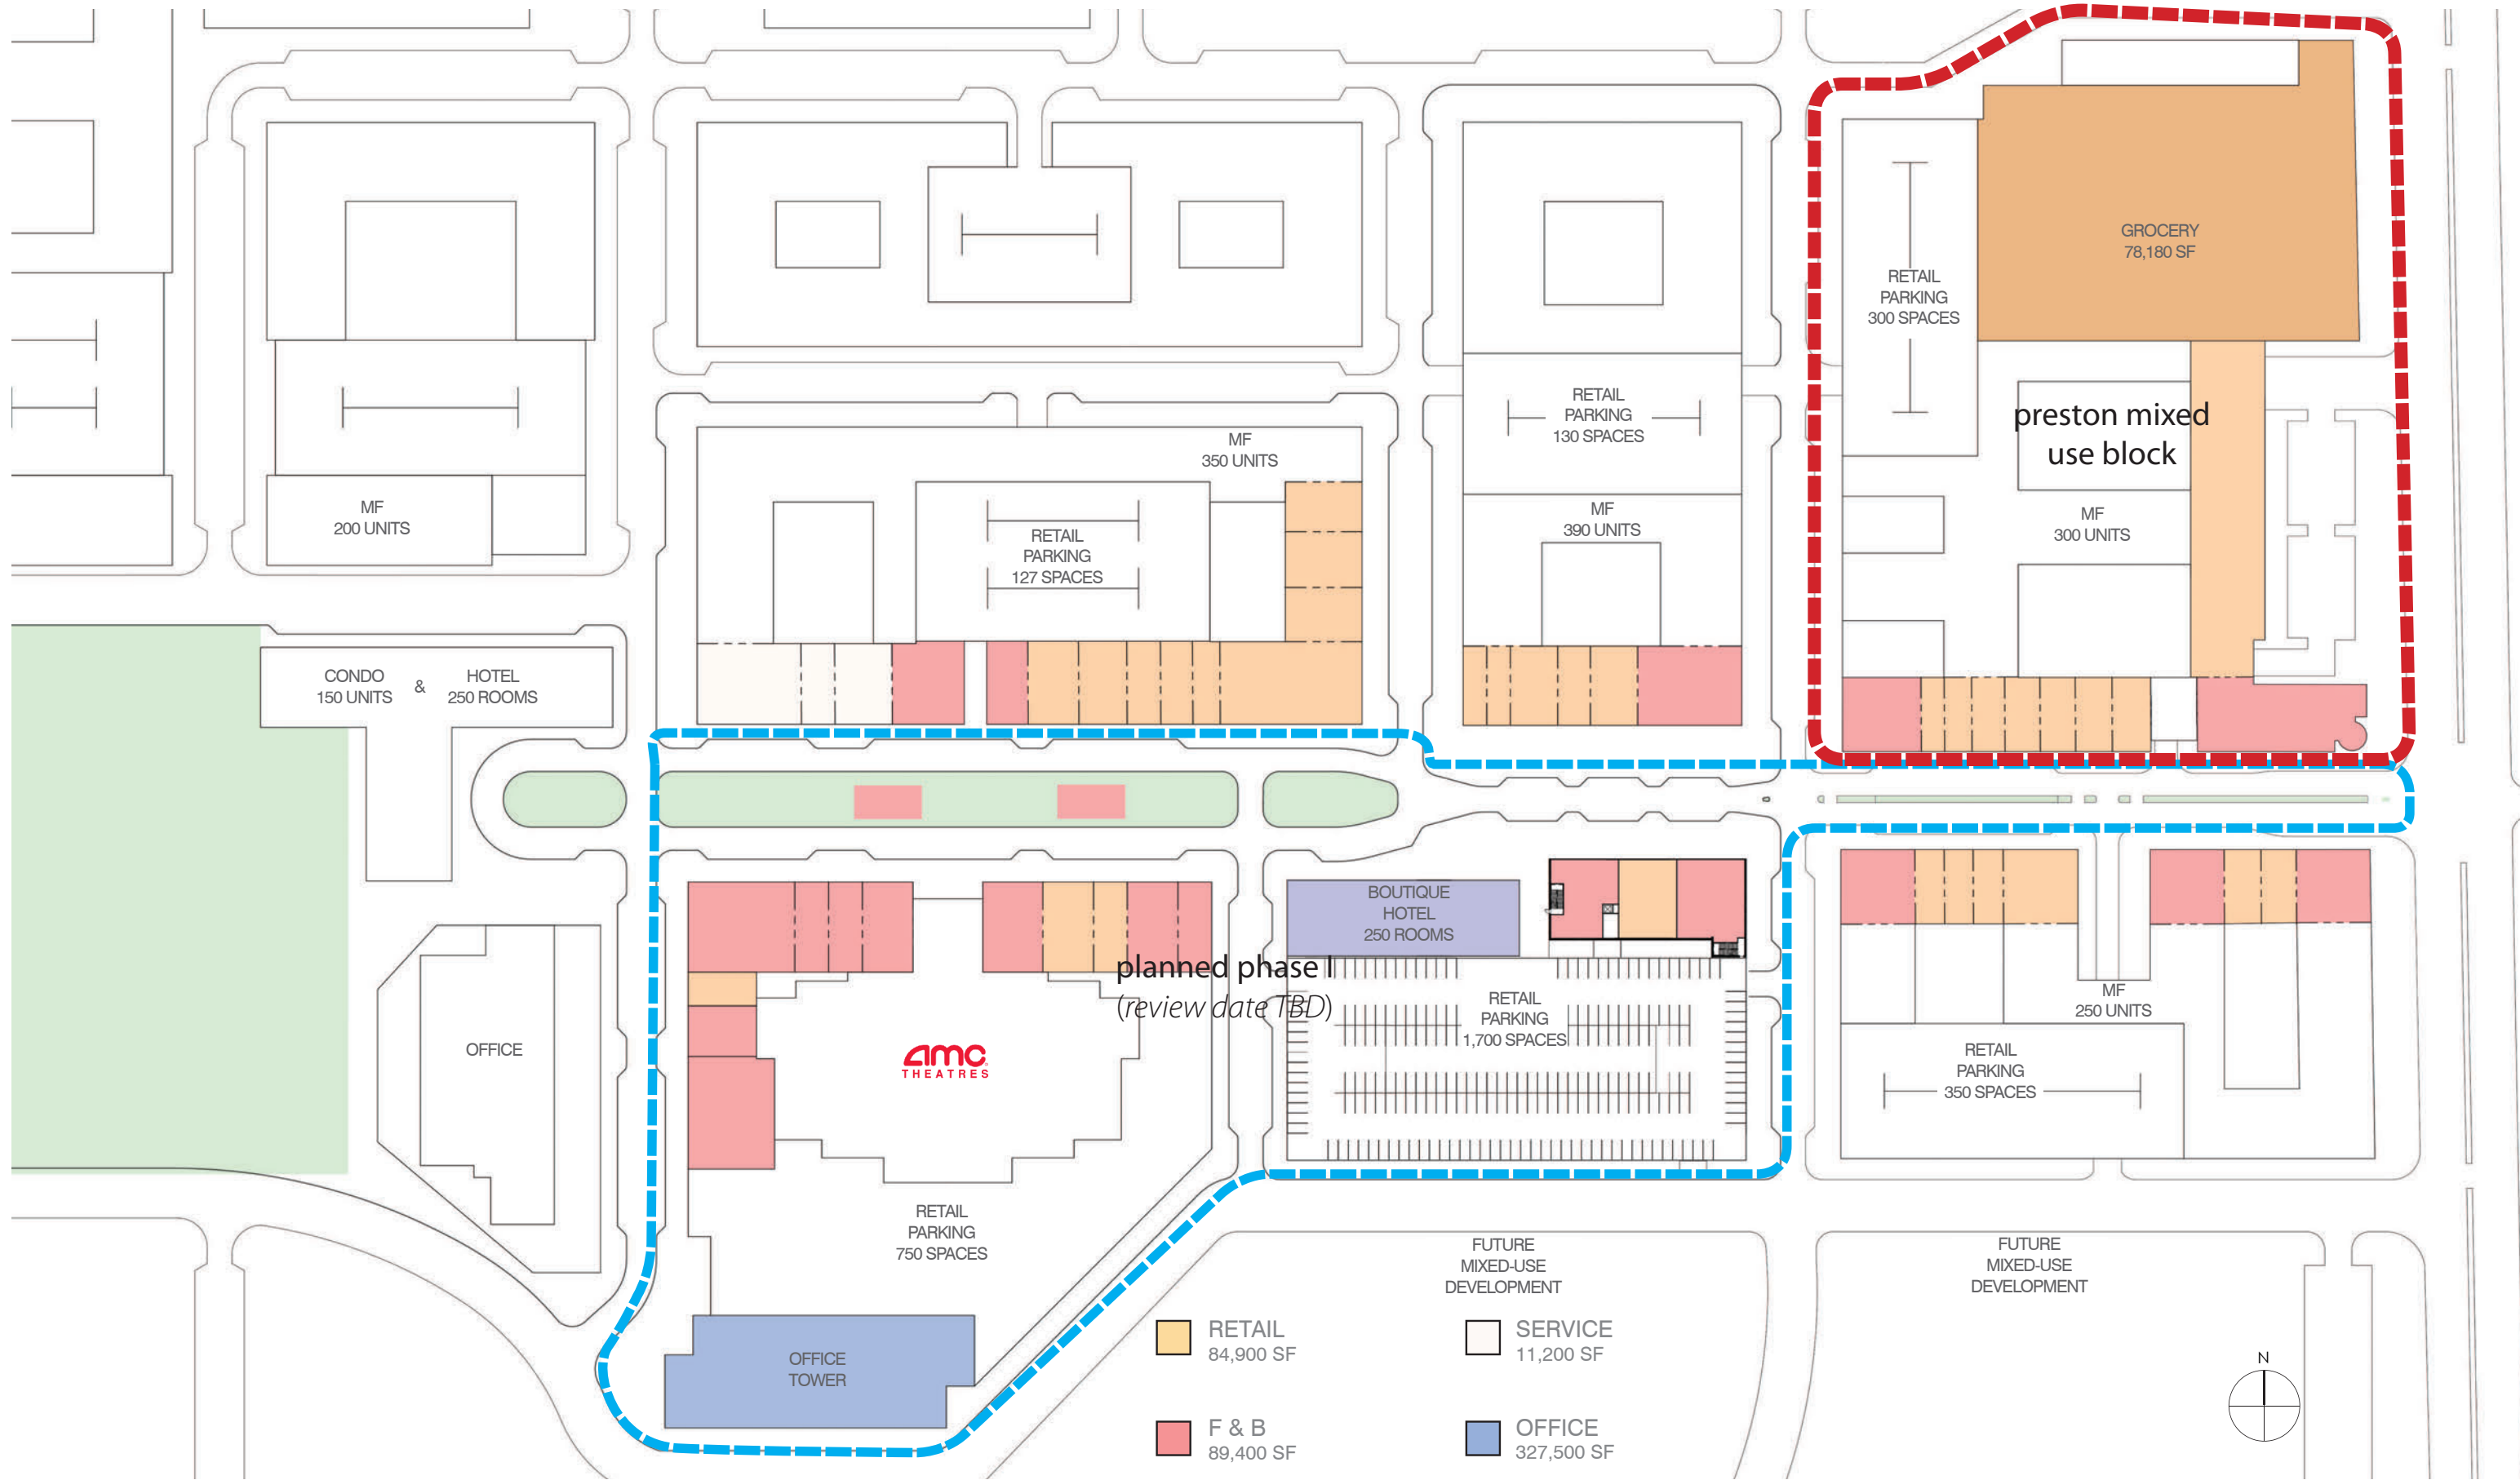 GROCERY
78,180 SF
RETAIL
PARKING
300 SPACES
preston mixed
use block
MF
300 UNITS
RETAIL
PARKING
130 SPACES
MF
390 UNITS
MF
350 UNITS
RETAIL
PARKING
127 SPACES
MF
200 UNITS
CONDO
150 UNITS
&
HOTEL
250 ROOMS
BOUTIQUE
HOTEL
250 ROOMS
planned phase I
(review date TBD)
RETAIL
PARKING
1,700 SPACES
MF
250 UNITS
RETAIL
PARKING
350 SPACES
OFFICE
amc
THEATRES
RETAIL
PARKING
750 SPACES
OFFICE
TOWER
FUTURE
MIXED-USE
DEVELOPMENT
FUTURE
MIXED-USE
DEVELOPMENT
RETAIL
84,900 SF
SERVICE
11,200 SF
F & B
89,400 SF
OFFICE
327,500 SF
N